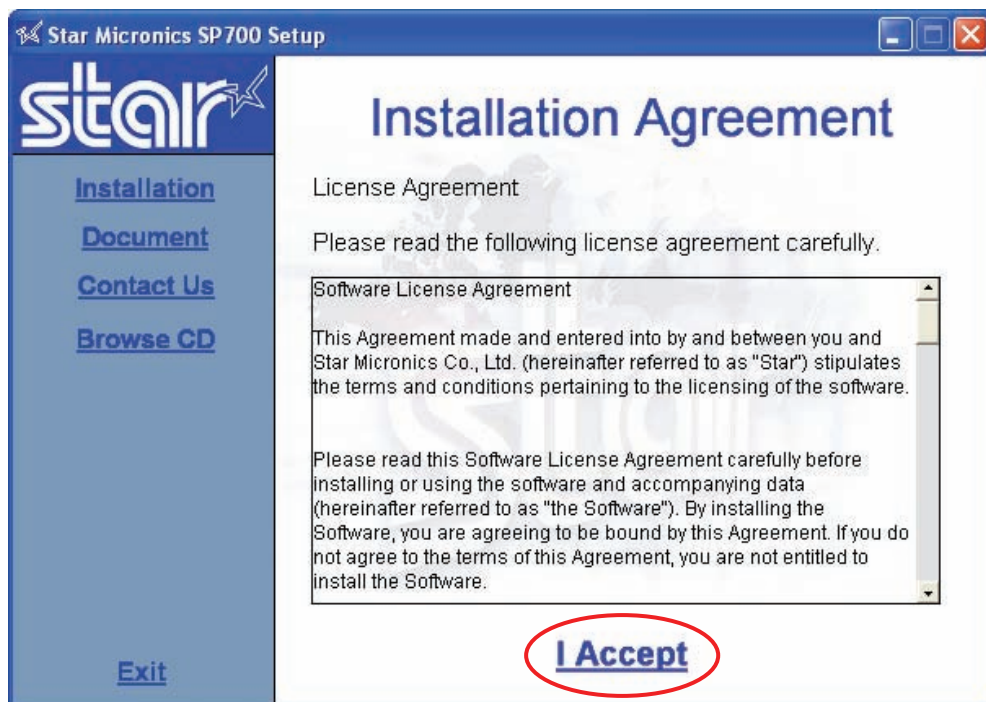 Star Micronics SP700 Setup
star
Installation
Document
Contact Us
Browse CD
Exit
Installation Agreement
License Agreement
Please read the following license agreement carefully.
Software License Agreement
This Agreement made and entered into by and between you and
Star Micronics Co., Ltd. (hereinafter referred to as "Star") stipulates
the terms and conditions pertaining to the licensing of the software.
Please read this Software License Agreement carefully before
installing or using the software and accompanying data
(hereinafter referred to as "the Software"). By installing the
Software, you are agreeing to be bound by this Agreement. If you do
not agree to the terms of this Agreement, you are not entitled to
install the Software.
I Accept